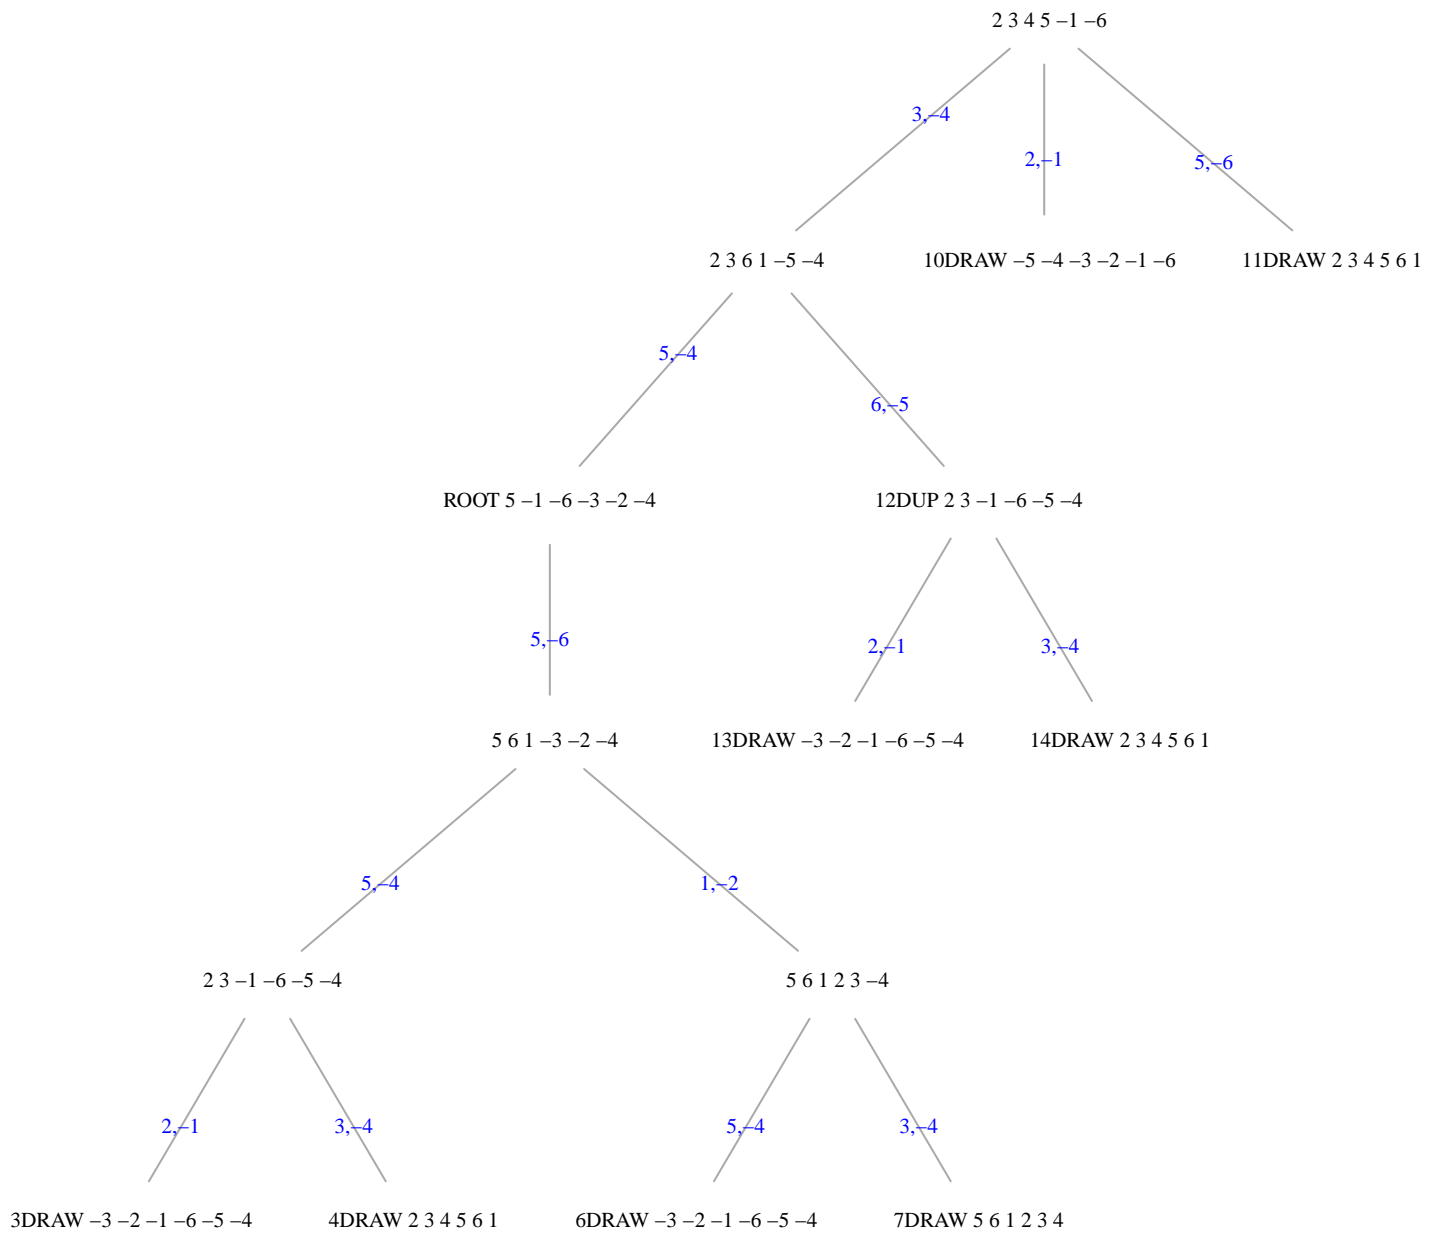 2 3 4 5 –1 –6
3,–4
2,–1
5,–6
2 3 6 1 –5 –4
10DRAW –5 –4 –3 –2 –1 –6
11DRAW 2 3 4 5 6 1
5,–4
6,–5
ROOT 5 –1 –6 –3 –2 –4
12DUP 2 3 –1 –6 –5 –4
5,–6
2,–1
3,–4
5 6 1 –3 –2 –4
13DRAW –3 –2 –1 –6 –5 –4
14DRAW 2 3 4 5 6 1
5,–4
1,–2
2 3 –1 –6 –5 –4
5 6 1 2 3 –4
2,–1
3,–4
5,–4
3,–4
3DRAW –3 –2 –1 –6 –5 –4
4DRAW 2 3 4 5 6 1
6DRAW –3 –2 –1 –6 –5 –4
7DRAW 5 6 1 2 3 4